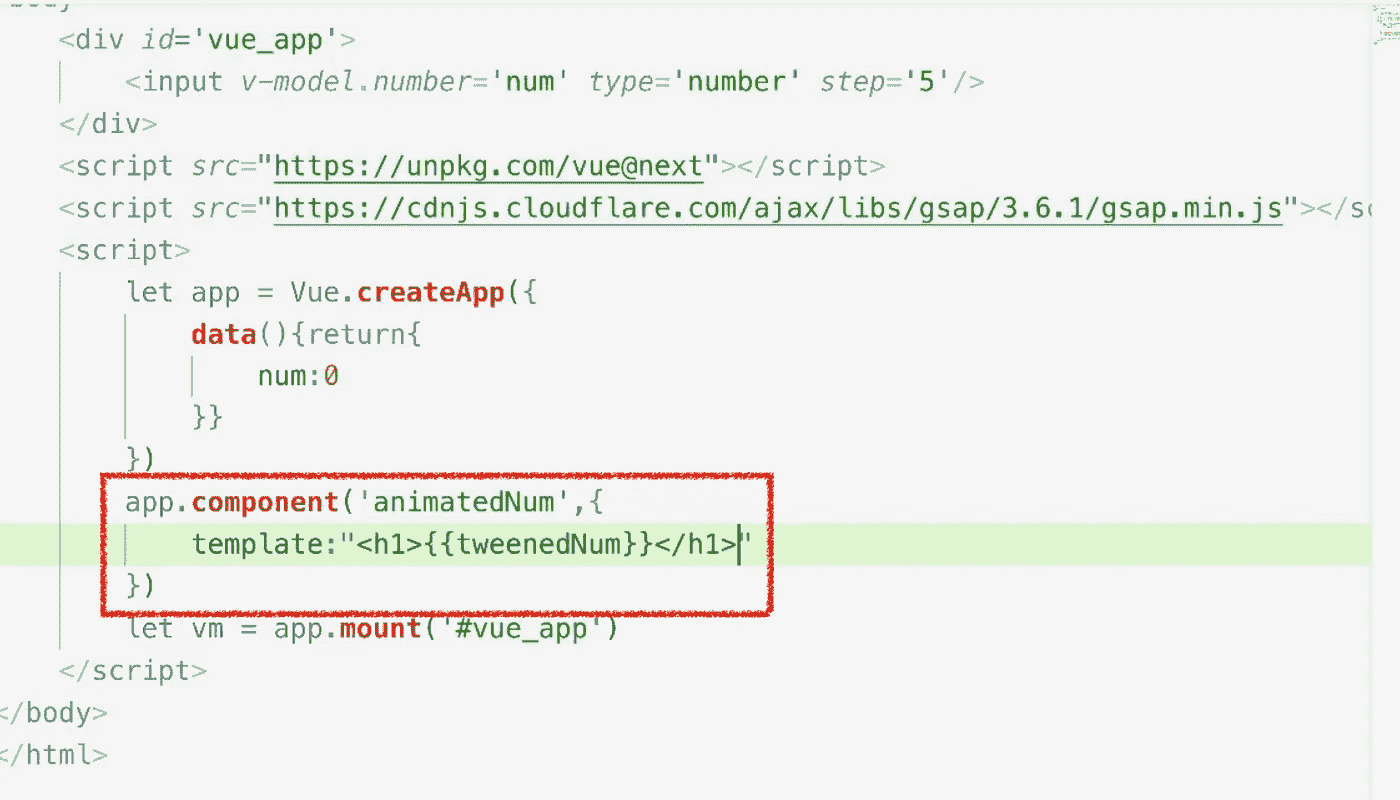 <div id='vue_app'>
<input v-model.number='num' type='number' step='5'/>
</div>
<script src="https://unpkg.com/vue@next"></script>
<script src="https://cdnjs.cloudflare.com/ajax/libs/gsap/3.6.1/gsap.min.js"></sc
<script>
let app = Vue.createApp({
data(){return{
num:0
}}
})
app.component('animatedNum',{
template:"<h1>{{tweenedNum}}</h1>"
})
let vm = app.mount('#vue_app')
</script>
</body>
</html>